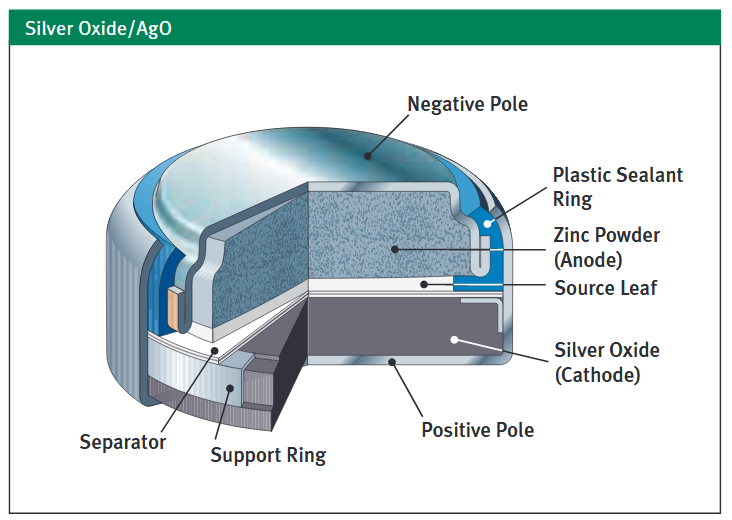 Silver Oxide/AgO
Negative Pole
Plastic Sealant
Ring
Zinc Powder
(Anode)
Source Leaf
Silver Oxide
(Cathode)
Positive Pole
Separator
Support Ring